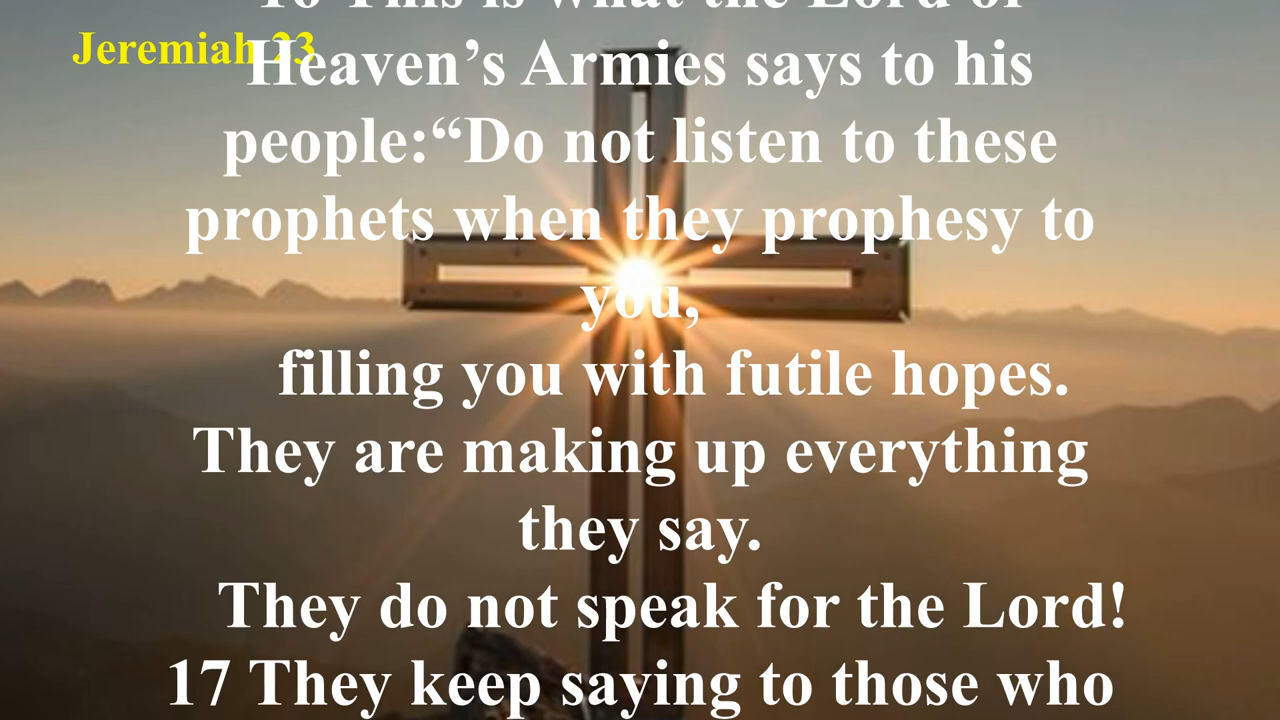 16 This is what the Lord of
Jeremiah 23
Heaven’s Armies says to his
people:“Do not listen to these
prophets when they prophesy to
you,
filling you with futile hopes.
They are making up everything
they say.
They do not speak for the Lord!
17 They keep saying to those who